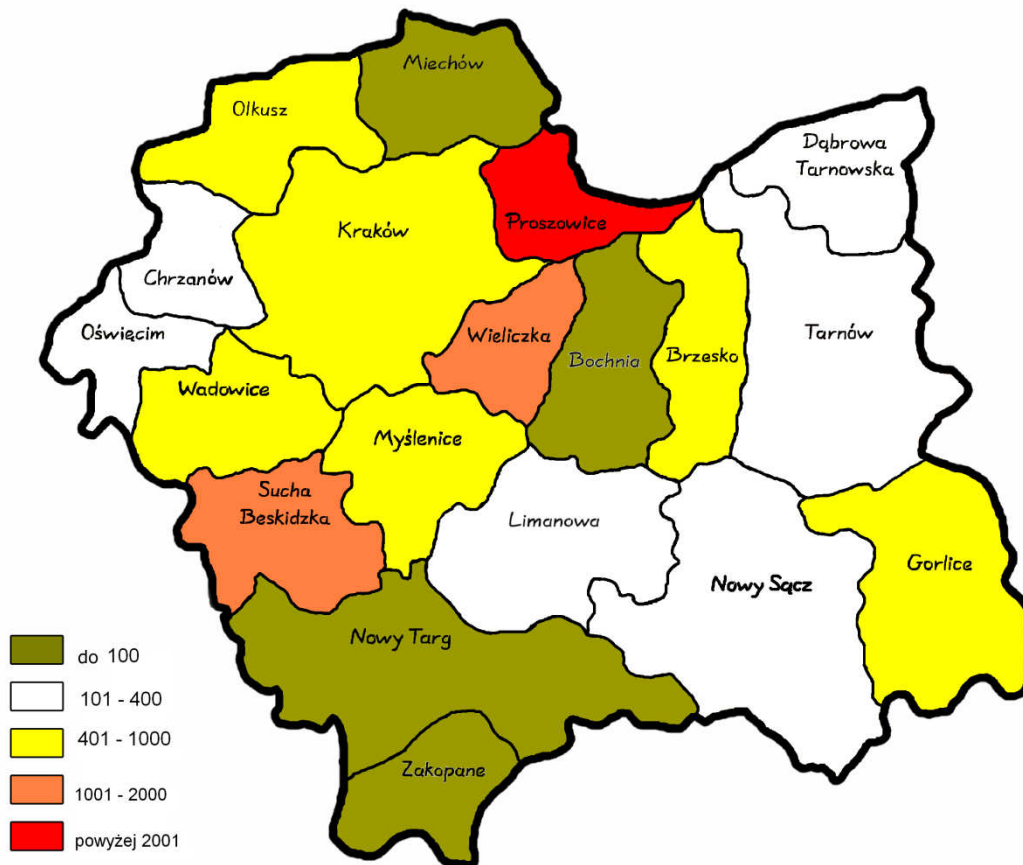 Miechów
Olkusz
Dąbrowa
Tarnowska
Proszowice
Kraków
Chrzanów
Oświęcim
Wieliczka
Bochnia
Brzesko
Tarnów
Wadowice
Myślenice
Sucha
Beskidzka
Limanowa
Nowy Sącz
Gorlice
Nowy Targ
Zakopane
do 100
101 - 400
401 - 1000
1001 - 2000
powyżej 2001